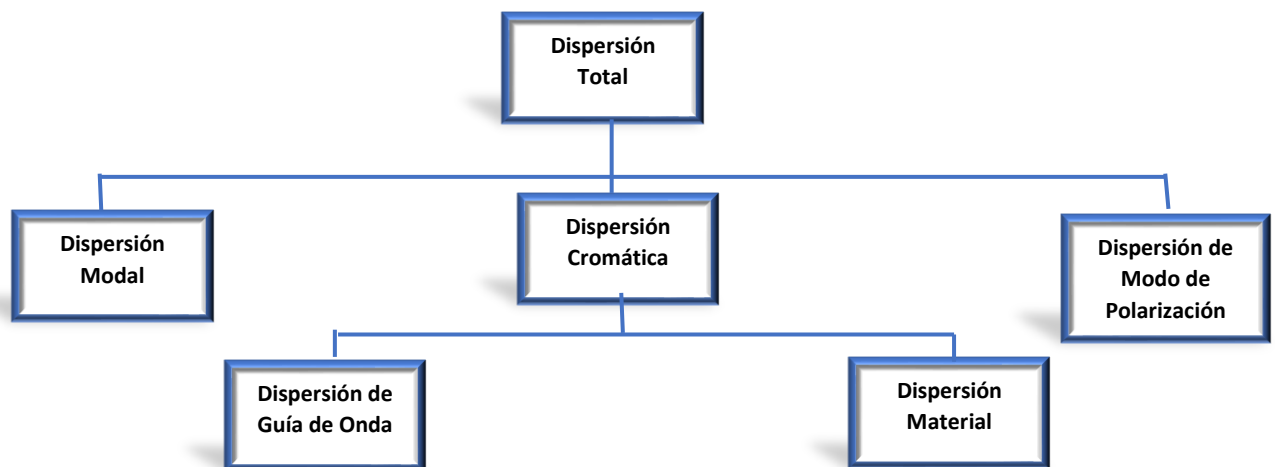 Dispersión
Total
Dispersión
Modal
Dispersión
Cromática
Dispersión de
Modo de
Polarización
Dispersión de
Guía de Onda
Dispersión
Material